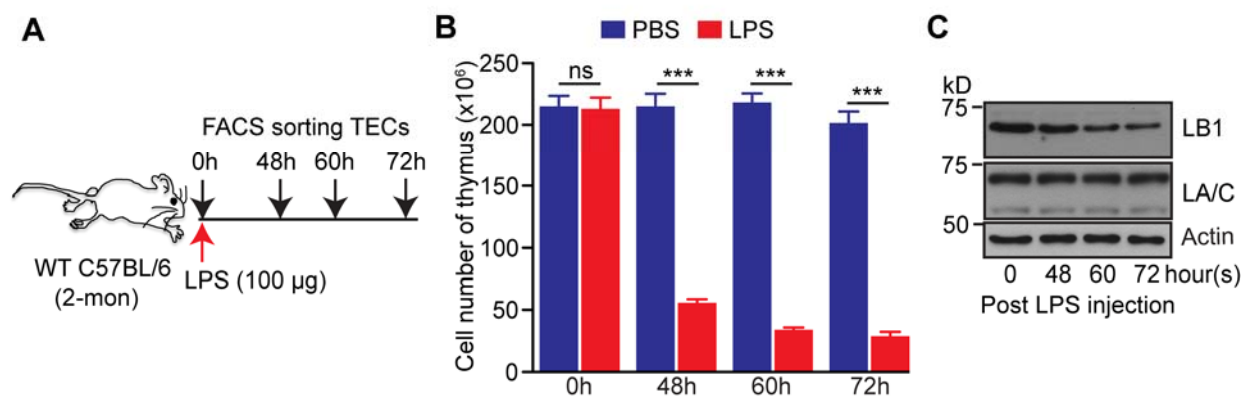 A
FACS sorting TECs
0h 48h 60h 72h
WT C57BL/6
(2-mon)
LPS (100 µg)
B
PBS LPS
Cell number of thymus (x10⁶)
250
200
150
100
50
0
ns *** *** ***
0h 48h 60h 72h
C
kD
75
LB1
75
LA/C
50
Actin
0 48 60 72 hour(s)
Post LPS injection